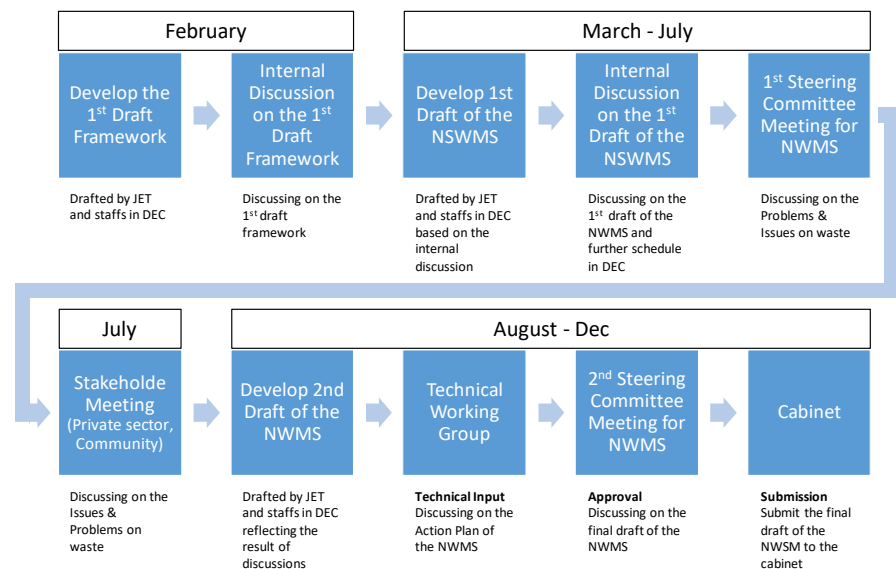 February
March - July
Develop the
1st Draft
Framework
Internal
Discussion
on the 1st
Draft
Framework
Develop 1st
Draft of the
NSWMS
Internal
Discussion
on the 1st
Draft of the
NSWMS
1st Steering
Committee
Meeting for
NWMS
Drafted by JET
and staffs in DEC
Discussing on the
1st draft
framework
Drafted by JET
and staffs in DEC
based on the
internal
discussion
Discussing on the
1st draft of the
NWMS and
further schedule
in DEC
Discussing on the
Problems &
Issues on waste
July
August - Dec
Stakeholde
Meeting
(Private sector,
Community)
Develop 2nd
Draft of the
NWMS
Technical
Working
Group
2nd Steering
Committee
Meeting for
NWMS
Cabinet
Discussing on the
Issues &
Problems on
waste
Drafted by JET
and staffs in DEC
reflecting the
result of
discussions
Technical Input
Discussing on the
Action Plan of
the NWMS
Approval
Discussing on the
final draft of the
NWMS
Submission
Submit the final
draft of the
NWSM to the
cabinet